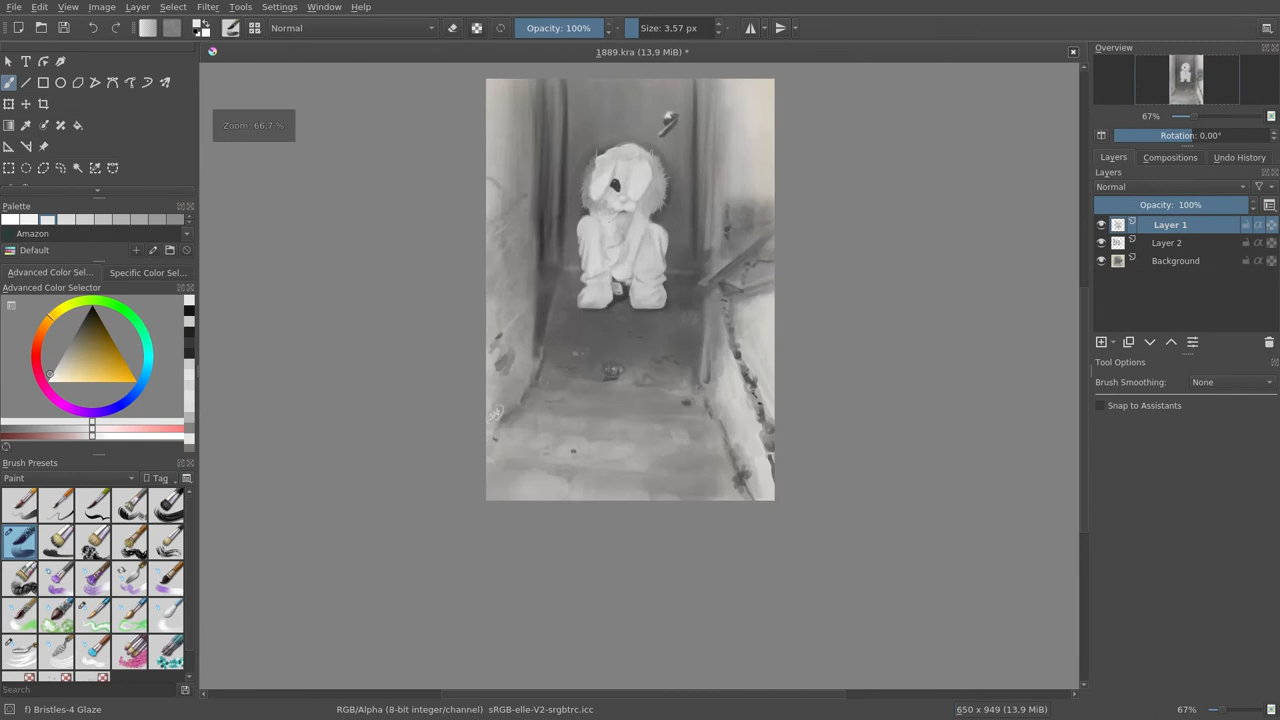 File Edit View Image Layer Select Filter Tools Settings Window Help
Normal Opacity: 100% Size: 3,57 px
1889.kra (13,9 MiB) *
Zoom: 66.7 %
Palette
Amazon
Default
Advanced Color Sel... Specific Color Sel...
Advanced Color Selector
Brush Presets
Paint Tag
Search
f) Bristles-4 Glaze RGB/Alpha (8-bit integer/channel) sRGB-elle-V2-srgbtrc.icc 650 x 949 (13,9 MiB) 67%
Overview
67%
Rotation: 0,00°
Layers Compositions Undo History
Layers
Normal
Opacity: 100%
Layer 1
Layer 2
Background
Tool Options
Brush Smoothing: None
Snap to Assistants